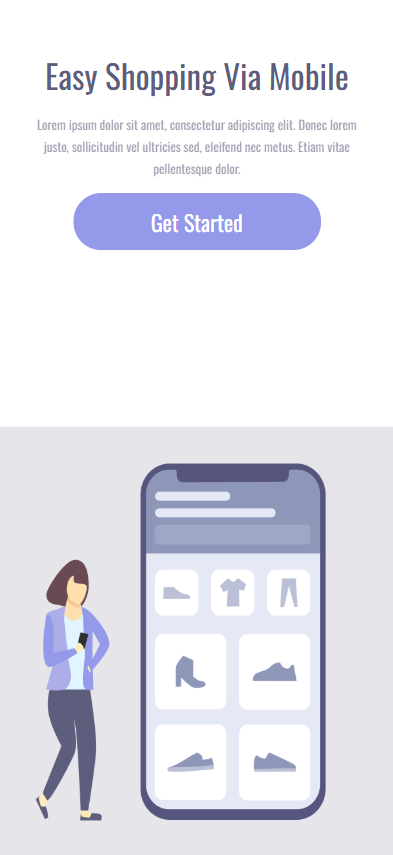 Easy Shopping Via Mobile
Lorem ipsum dolor sit amet, consectetur adipiscing elit. Donec lorem
justo, sollicitudin vel ultricies sed, eleifend nec metus. Etiam vitae
pellentesque dolor.
Get Started